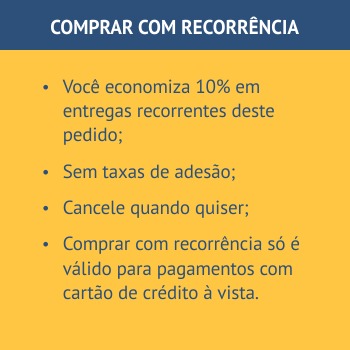 COMPRAR COM RECORRÊNCIA
• Você economiza 10% em
entregas recorrentes deste
pedido;
• Sem taxas de adesão;
• Cancele quando quiser;
• Comprar com recorrência só é
válido para pagamentos com
cartão de crédito à vista.